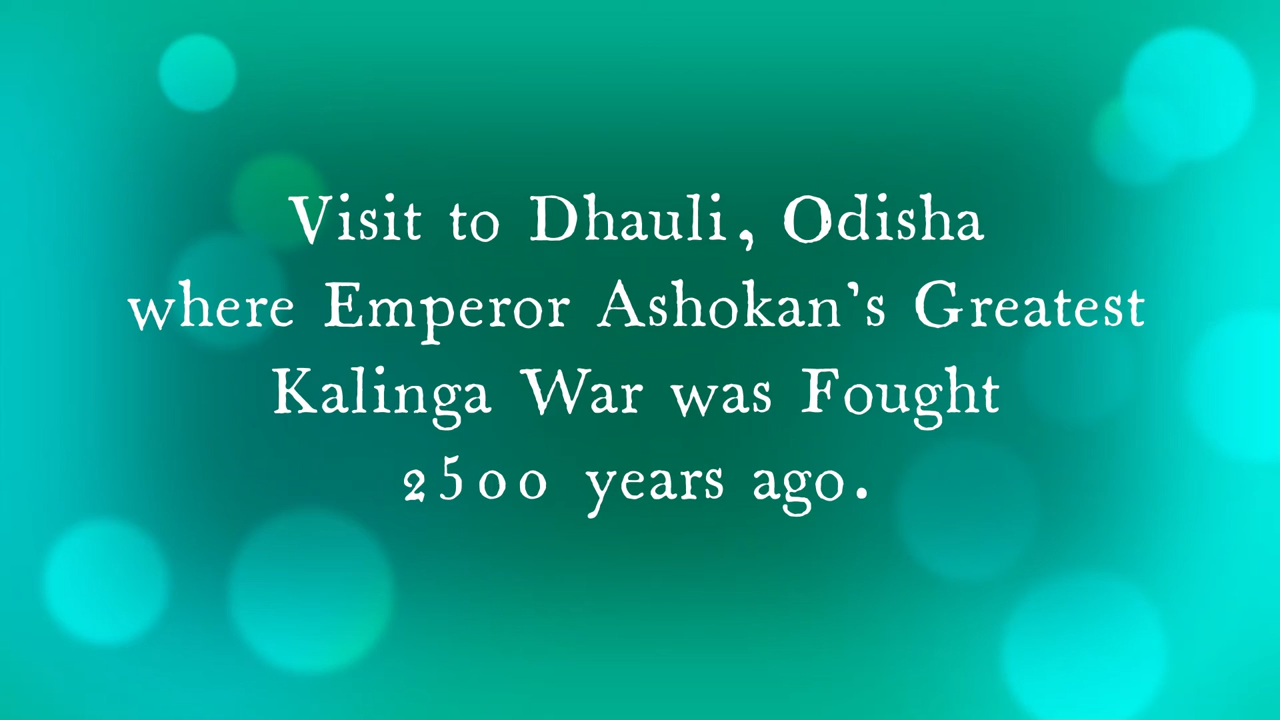 Visit to Dhauli, Odisha
where Emperor Ashokan's Greatest
Kalinga War was Fought
2500 years ago.